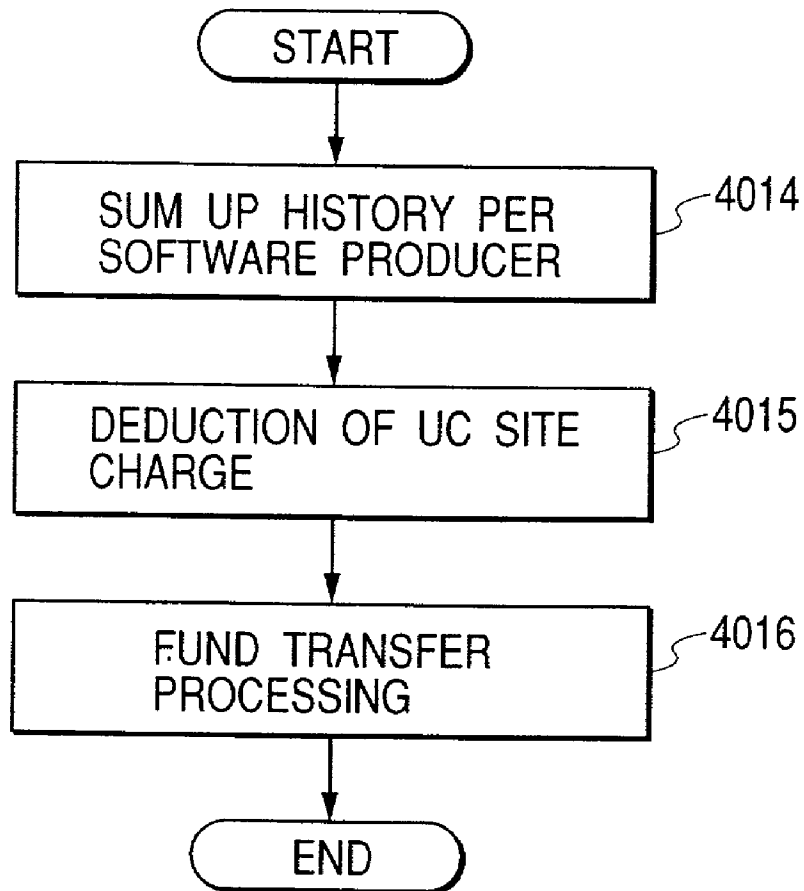 START
SUM UP HISTORY PER
SOFTWARE PRODUCER
4014
DEDUCTION OF UC SITE
CHARGE
4015
FUND TRANSFER
PROCESSING
4016
END